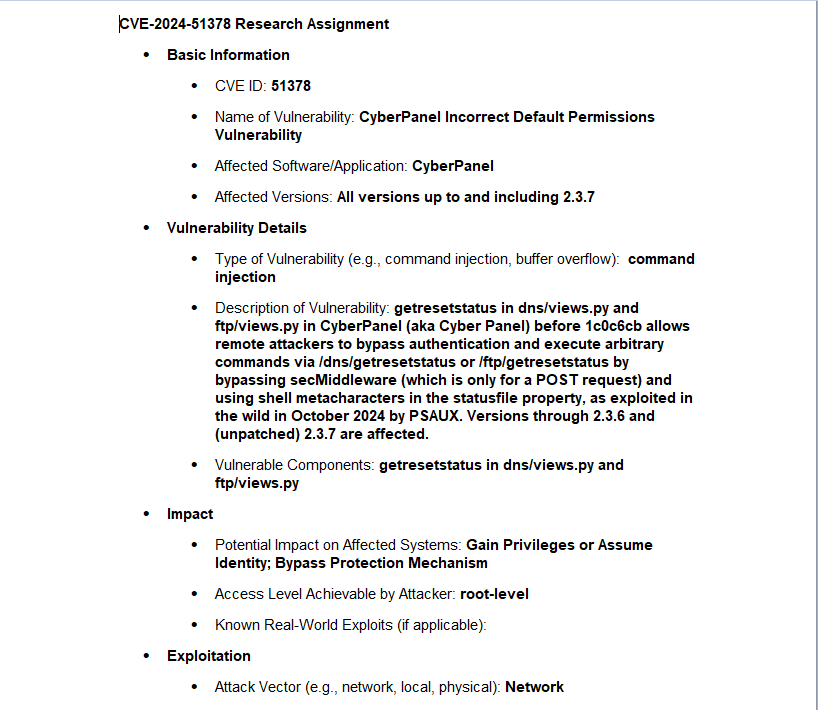 CVE-2024-51378 Research Assignment
• Basic Information
• CVE ID: 51378
• Name of Vulnerability: CyberPanel Incorrect Default Permissions
Vulnerability
• Affected Software/Application: CyberPanel
• Affected Versions: All versions up to and including 2.3.7
• Vulnerability Details
• Type of Vulnerability (e.g., command injection, buffer overflow): command
injection
• Description of Vulnerability: getresetstatus in dns/views.py and
ftp/views.py in CyberPanel (aka Cyber Panel) before 1c0c6cb allows
remote attackers to bypass authentication and execute arbitrary
commands via /dns/getresetstatus or /ftp/getresetstatus by
bypassing secMiddleware (which is only for a POST request) and
using shell metacharacters in the statusfile property, as exploited in
the wild in October 2024 by PSAUX. Versions through 2.3.6 and
(unpatched) 2.3.7 are affected.
• Vulnerable Components: getresetstatus in dns/views.py and
ftp/views.py
• Impact
• Potential Impact on Affected Systems: Gain Privileges or Assume
Identity; Bypass Protection Mechanism
• Access Level Achievable by Attacker: root-level
• Known Real-World Exploits (if applicable):
• Exploitation
• Attack Vector (e.g., network, local, physical): Network